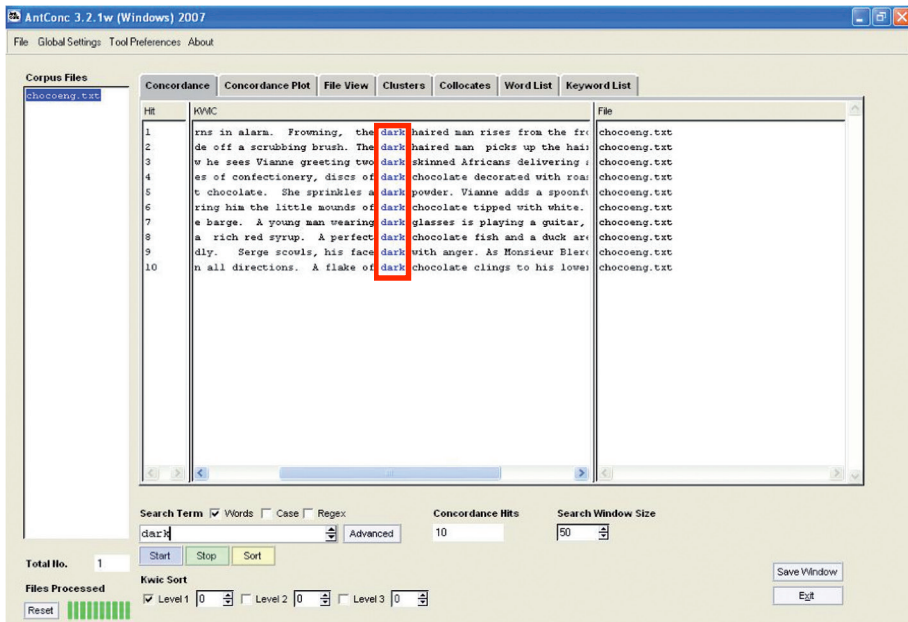 AntConc 3.2.1w (Windows) 2007
File Global Settings Tool Preferences About
Corpus Files
chocoeng.txt
Concordance Concordance Plot File View Clusters Collocates Word List Keyword List
Hit KWIC File
1 rns in alarm. Frowning, the dark haired man rises from the fro chocoeng.txt
2 de off a scrubbing brush. The dark haired man picks up the hai chocoeng.txt
3 w he sees Vianne greeting two dark skinned Africans delivering chocoeng.txt
4 es of confectionery, discs of dark chocolate decorated with roa chocoeng.txt
5 t chocolate. She sprinkles a dark powder. Vianne adds a spoonf chocoeng.txt
6 ring him the little mounds of dark chocolate tipped with white. chocoeng.txt
7 e barge. A young man wearing dark glasses is playing a guitar, chocoeng.txt
8 a rich red syrup. A perfect dark chocolate fish and a duck ar chocoeng.txt
9 dly. Serge scowls, his face dark with anger. As Monsieur Bler chocoeng.txt
10 n all directions. A flake of dark chocolate clings to his lowe chocoeng.txt
Search Term Words Case Regex Concordance Hits Search Window Size
dark Advanced 10 50
Start Stop Sort
Total No. 1
Kwic Sort
Save Window
Files Processed
Level 1 0 Level 2 0 Level 3 0 Exit
Reset